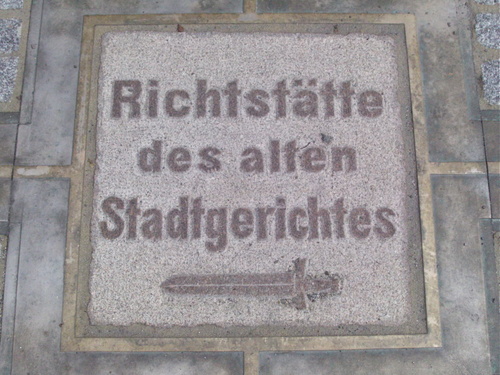 Richtstätte
des alten
Stadtgerichtes